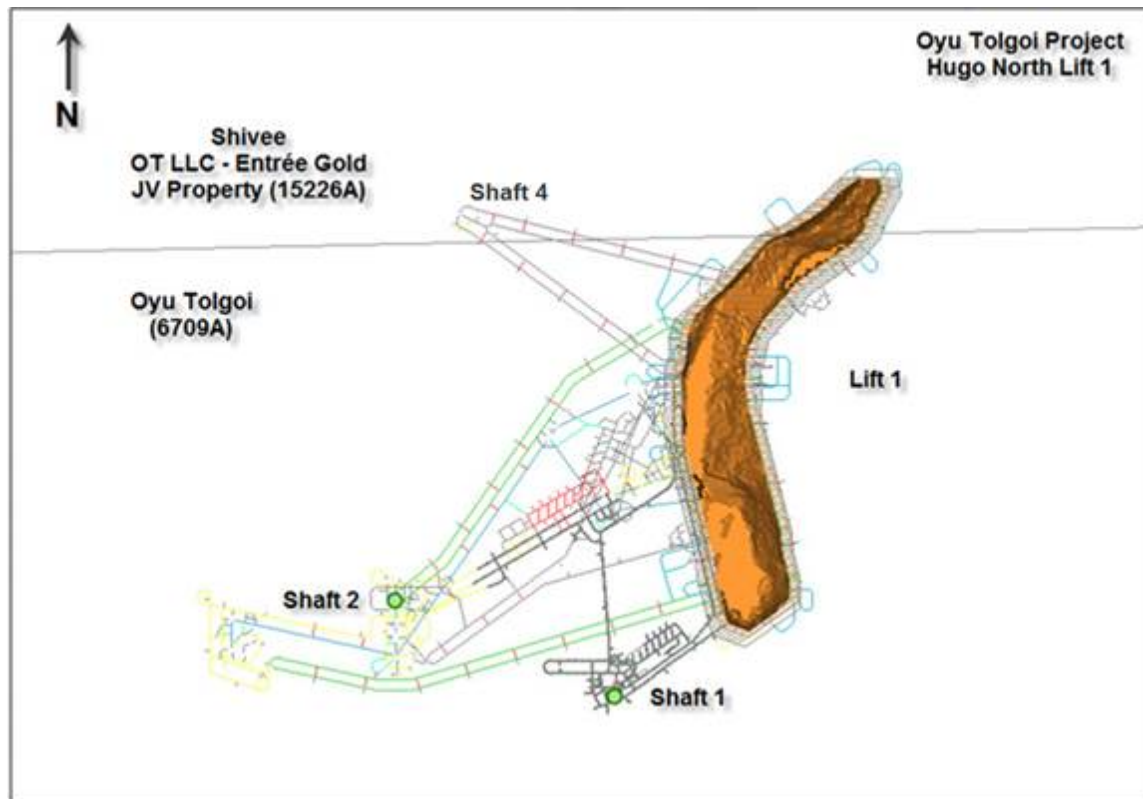 Oyu Tolgoi Project
Hugo North Lift 1
N
Shivee
OT LLC - Entrée Gold
JV Property (15226A)
Shaft 4
Oyu Tolgoi
(6709A)
Lift 1
Shaft 2
Shaft 1